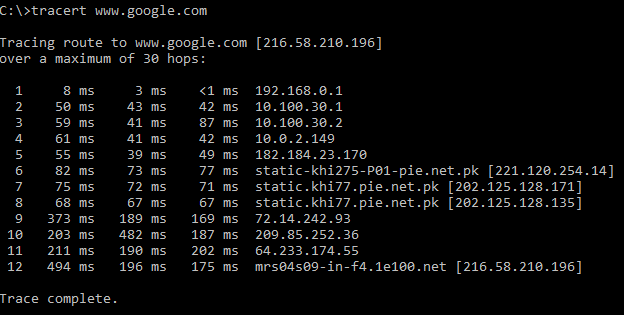 C:\>tracert www.google.com
Tracing route to www.google.com [216.58.210.196]
over a maximum of 30 hops:
1 8 ms 3 ms <1 ms 192.168.0.1
2 50 ms 43 ms 42 ms 10.100.30.1
3 59 ms 41 ms 87 ms 10.100.30.2
4 61 ms 41 ms 42 ms 10.0.2.149
5 55 ms 39 ms 49 ms 182.184.23.170
6 82 ms 73 ms 77 ms static-khi275-P01-pie.net.pk [221.120.254.14]
7 75 ms 72 ms 71 ms static.khi77.pie.net.pk [202.125.128.171]
8 68 ms 67 ms 67 ms static.khi77.pie.net.pk [202.125.128.135]
9 373 ms 189 ms 169 ms 72.14.242.93
10 203 ms 482 ms 187 ms 209.85.252.36
11 211 ms 190 ms 202 ms 64.233.174.55
12 494 ms 196 ms 175 ms mrs04s09-in-f4.1e100.net [216.58.210.196]
Trace complete.